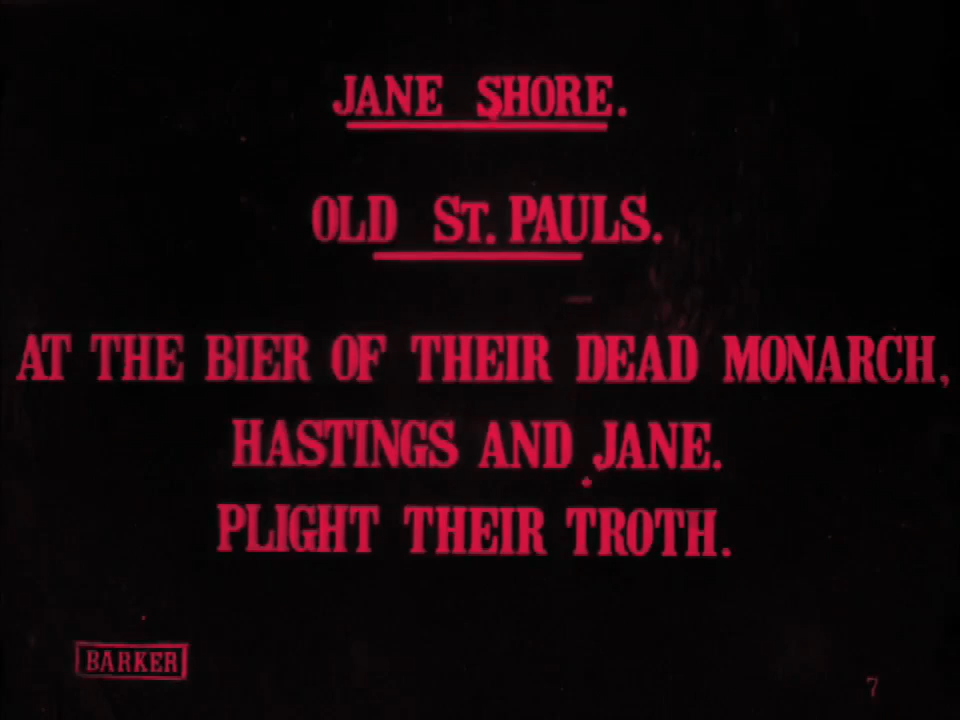 JANE SHORE.
OLD ST. PAULS.
AT THE BIER OF THEIR DEAD MONARCH,
HASTINGS AND JANE.
PLIGHT THEIR TROTH.
BARKER
7